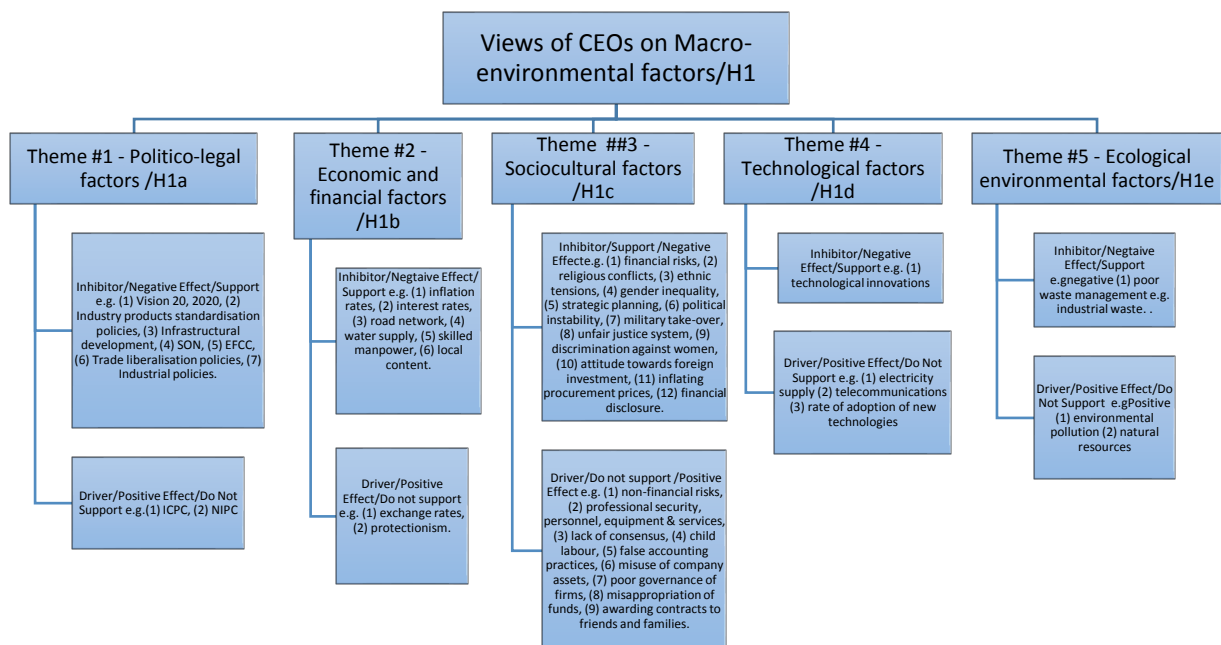 Views of CEOs on Macro-
environmental factors/H1
Theme #1 - Politico-legal
factors /H1a
Inhibitor/Negative Effect/Support
e.g. (1) Vision 20, 2020, (2)
Industry products standardisation
policies, (3) Infrastructural
development, (4) SON, (5) EFCC,
(6) Trade liberalisation policies, (7)
Industrial policies.
Driver/Positive Effect/Do Not
Support e.g.(1) ICPC, (2) NIPC
Theme #2 -
Economic and
financial factors
/H1b
Inhibitor/Negtaive Effect/
Support e.g. (1) inflation
rates, (2) interest rates,
(3) road network, (4)
water supply, (5) skilled
manpower, (6) local
content.
Driver/Positive
Effect/Do not support
e.g. (1) exchange rates,
(2) protectionism.
Theme ##3 -
Sociocultural factors
/H1c
Inhibitor/Support /Negative
Effecte.g. (1) financial risks, (2)
religious conflicts, (3) ethnic
tensions, (4) gender inequality,
(5) strategic planning, (6) political
instability, (7) military take-over,
(8) unfair justice system, (9)
discrimination against women,
(10) attitude towards foreign
investment, (11) inflating
procurement prices, (12) financial
disclosure.
Driver/Do not support /Positive
Effect e.g. (1) non-financial risks,
(2) professional security,
personnel, equipment & services,
(3) lack of consensus, (4) child
labour, (5) false accounting
practices, (6) misuse of company
assets, (7) poor governance of
firms, (8) misappropriation of
funds, (9) awarding contracts to
friends and families.
Theme #4 -
Technological factors
/H1d
Inhibitor/Negative
Effect/Support e.g. (1)
technological innovations
Driver/Positive Effect/Do Not
Support e.g. (1) electricity
supply (2) telecommunications
(3) rate of adoption of new
technologies
Theme #5 - Ecological
environmental factors/H1e
Inhibitor/Negtaive
Effect/Support
e.gnegative (1) poor
waste management e.g.
industrial waste. .
Driver/Positive Effect/Do
Not Support e.gPositive
(1) environmental
pollution (2) natural
resources